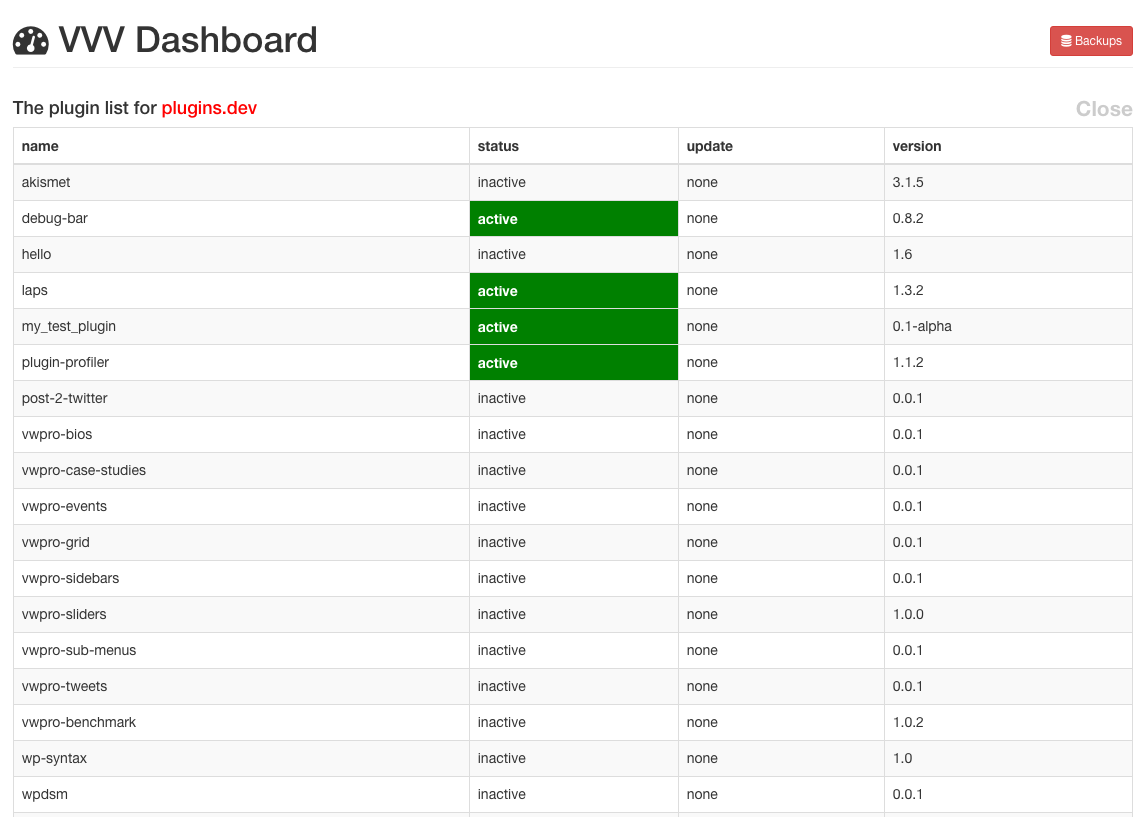 VVV Dashboard
Backups
The plugin list for plugins.dev
Close
name status update version
akismet inactive none 3.1.5
debug-bar active none 0.8.2
hello inactive none 1.6
laps active none 1.3.2
my_test_plugin active none 0.1-alpha
plugin-profiler active none 1.1.2
post-2-twitter inactive none 0.0.1
vwpro-bios inactive none 0.0.1
vwpro-case-studies inactive none 0.0.1
vwpro-events inactive none 0.0.1
vwpro-grid inactive none 0.0.1
vwpro-sidebars inactive none 0.0.1
vwpro-sliders inactive none 1.0.0
vwpro-sub-menus inactive none 0.0.1
vwpro-tweets inactive none 0.0.1
vwpro-benchmark inactive none 1.0.2
wp-syntax inactive none 1.0
wpdsm inactive none 0.0.1